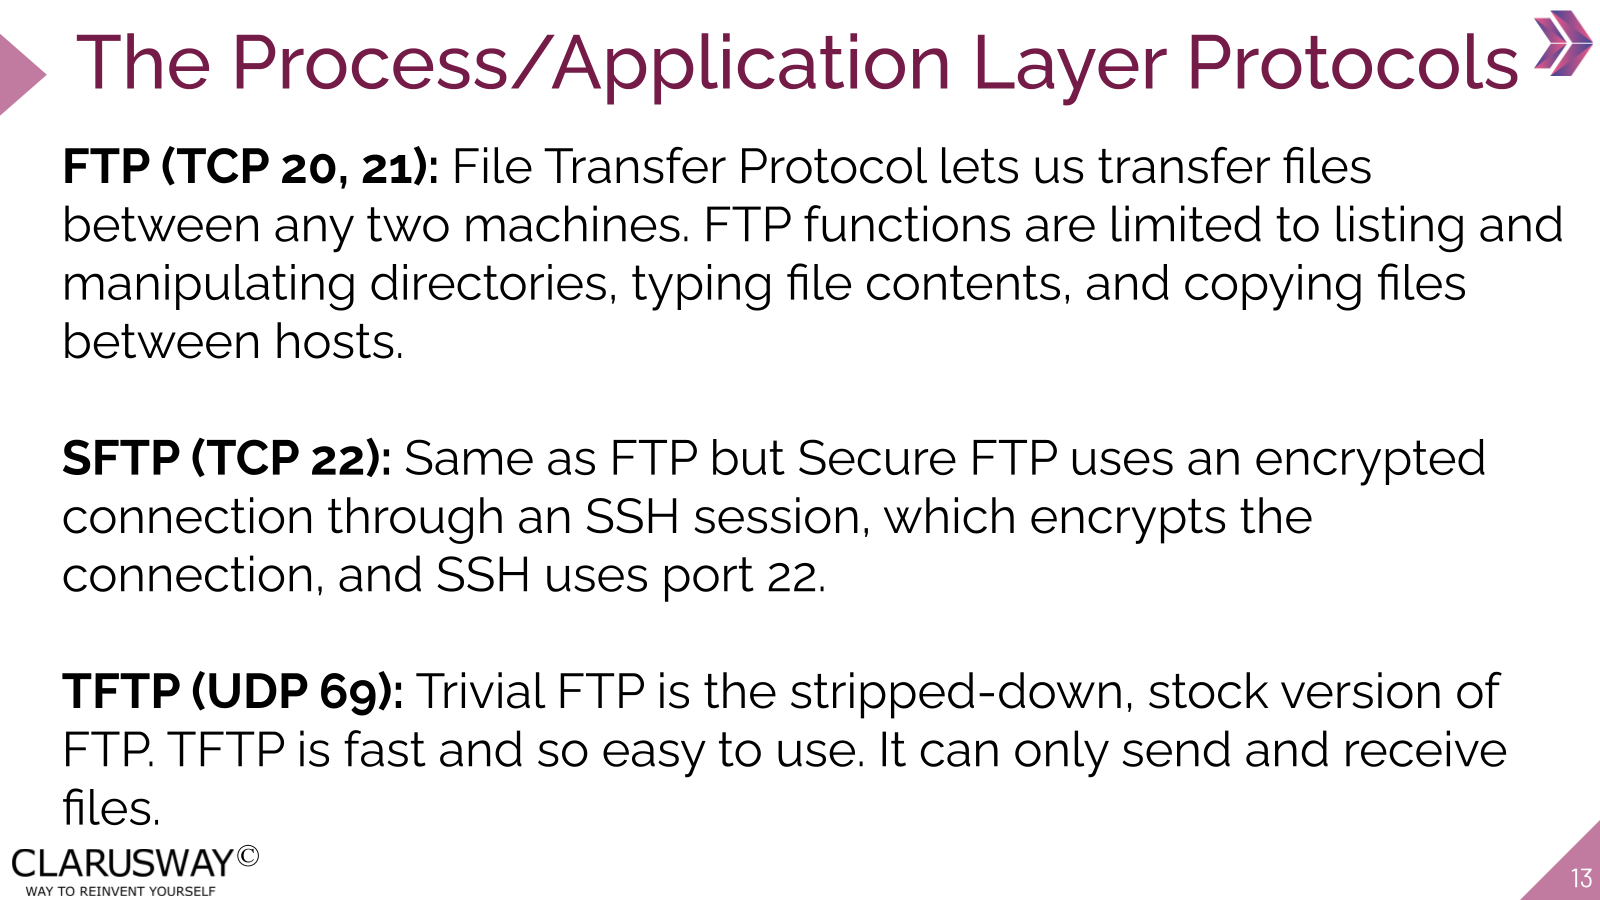 The Process/Application Layer Protocols
FTP (TCP 20, 21): File Transfer Protocol lets us transfer files
between any two machines. FTP functions are limited to listing and
manipulating directories, typing file contents, and copying files
between hosts.
SFTP (TCP 22): Same as FTP but Secure FTP uses an encrypted
connection through an SSH session, which encrypts the
connection, and SSH uses port 22.
TFTP (UDP 69): Trivial FTP is the stripped-down, stock version of
FTP. TFTP is fast and so easy to use. It can only send and receive
files.
CLARUSWAY©
WAY TO REINVENT YOURSELF
13